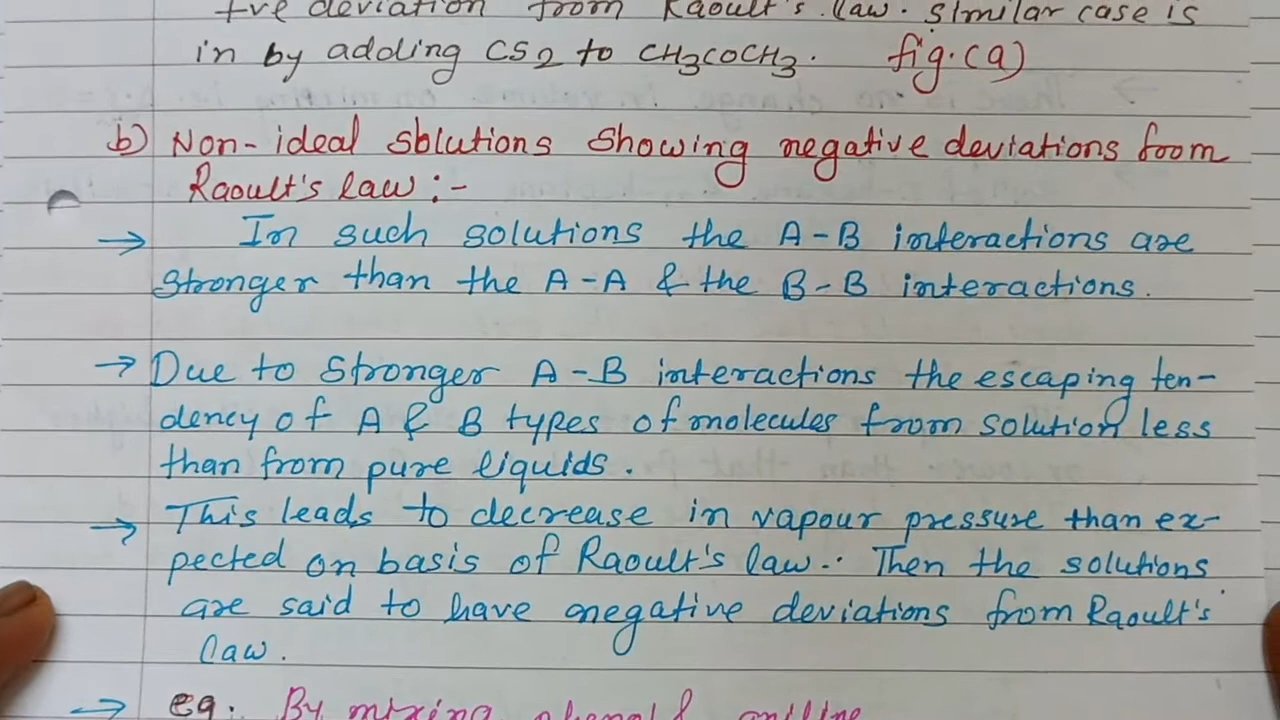 +ve deviation from Raoult's law. similar case is
in by adding CS2 to CH3COCH3. fig.(a)
b) Non-ideal solutions showing negative deviations from
Raoult's law :-
→ In such solutions the A-B interactions are
stronger than the A-A & the B-B interactions.
→ Due to stronger A-B interactions the escaping ten-
dency of A & B types of molecules from solution less
than from pure liquids.
→ This leads to decrease in vapour pressure than ex-
pected on basis of Raoult's law.. Then the solutions
are said to have negative deviations from Raoult's
law.
→ eg. By mixing phenol & aniline